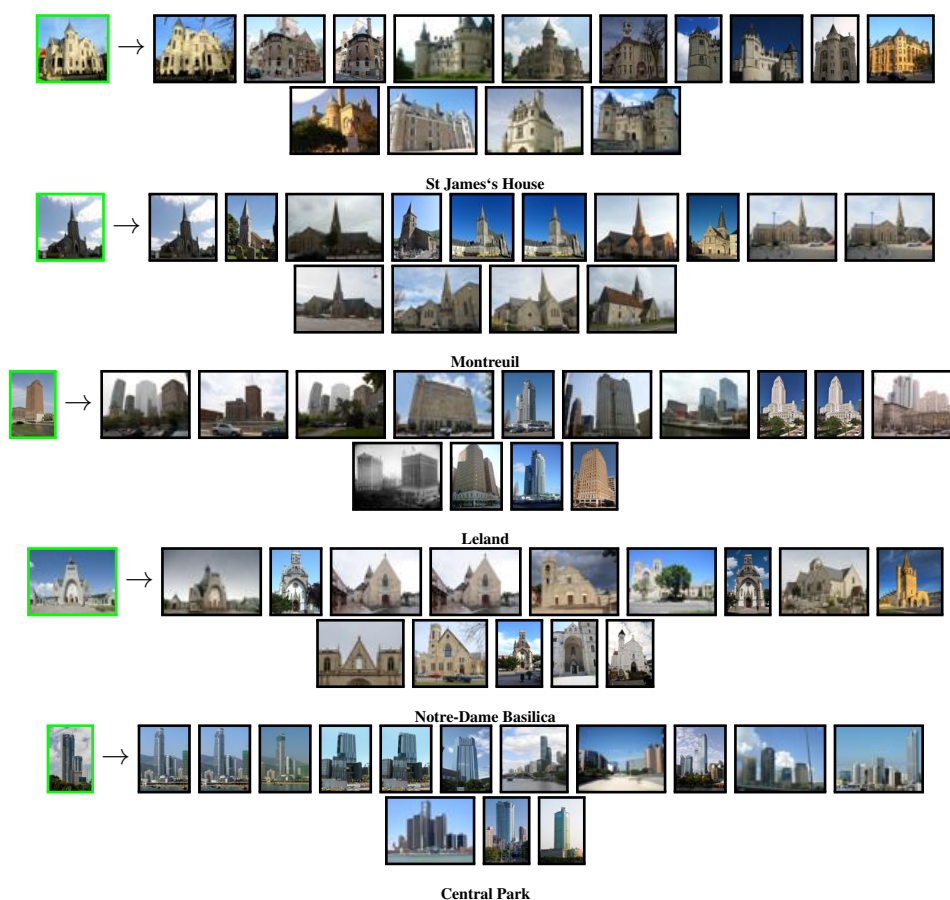 St James‘s House
Montreuil
Leland
Notre-Dame Basilica
Central Park